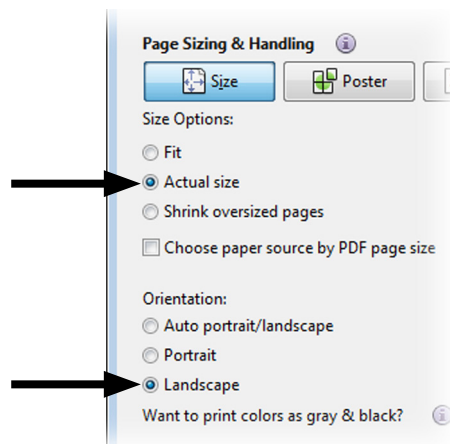 Page Sizing & Handling
Size
Poster
Size Options:
Fit
Actual size
Shrink oversized pages
Choose paper source by PDF page size
Orientation:
Auto portrait/landscape
Portrait
Landscape
Want to print colors as gray & black?